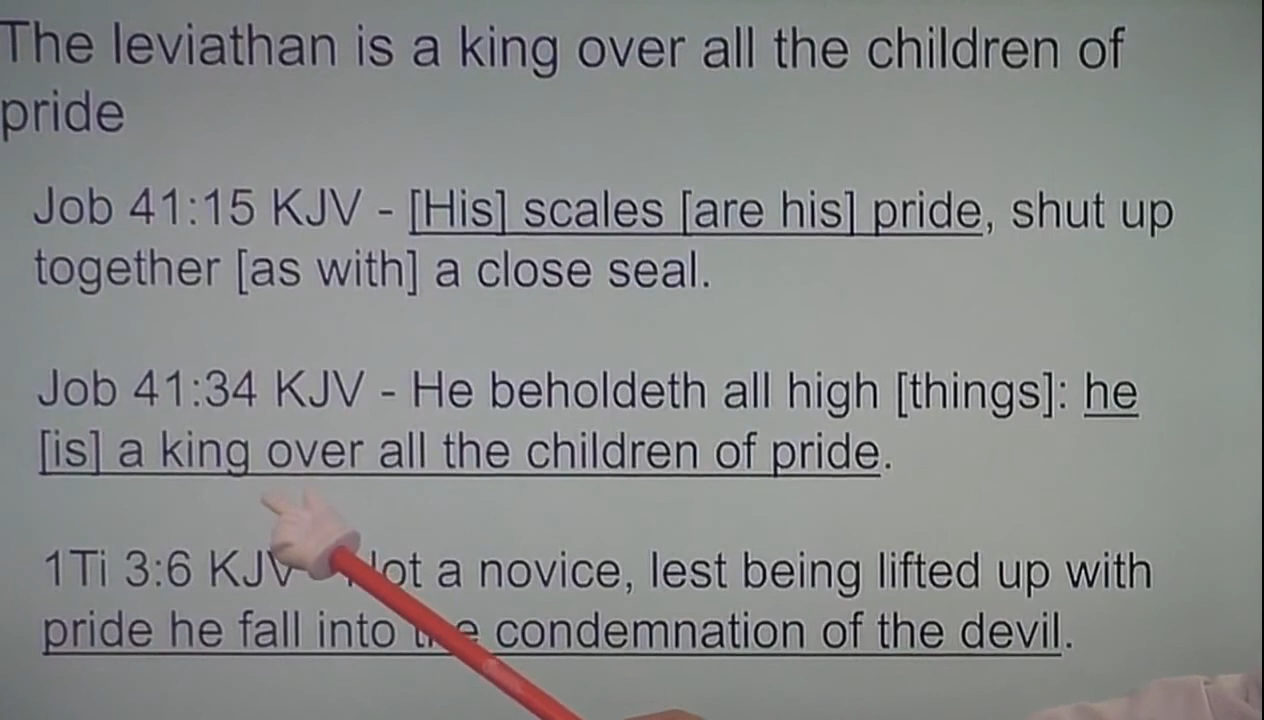 The leviathan is a king over all the children of
pride
Job 41:15 KJV - [His] scales [are his] pride, shut up
together [as with] a close seal.
Job 41:34 KJV - He beholdeth all high [things]: he
[is] a king over all the children of pride.
1Ti 3:6 KJV a novice, lest being lifted up with
pride he fall into condemnation of the devil.